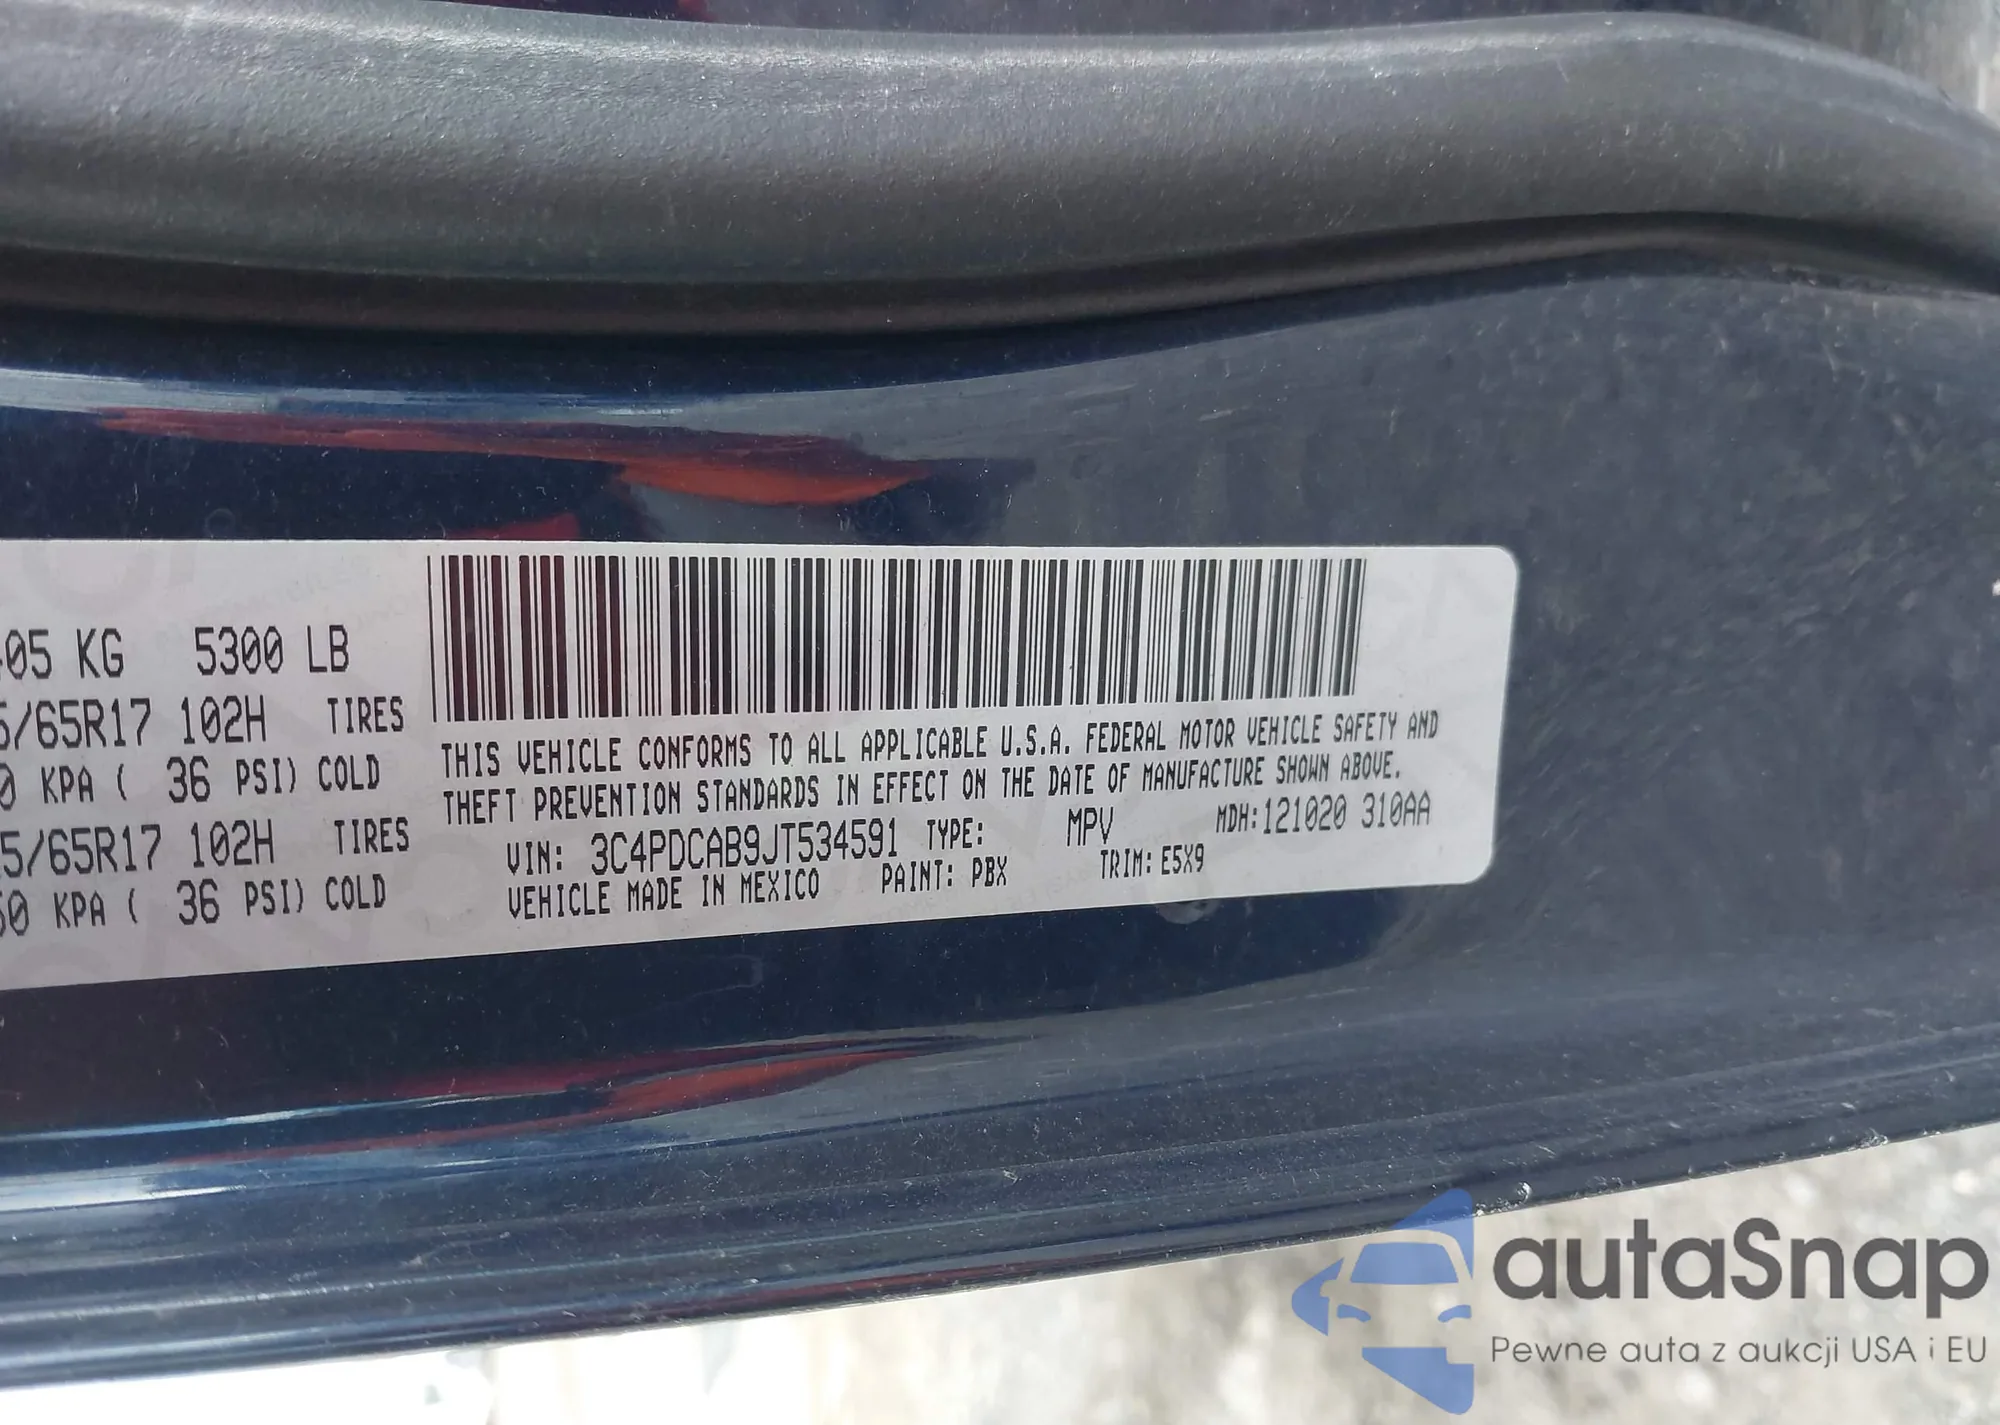 405 KG 5300 LB
5/65R17 102H TIRES
0 KPA ( 36 PSI) COLD
5/65R17 102H TIRES
50 KPA ( 36 PSI) COLD
THIS VEHICLE CONFORMS TO ALL APPLICABLE U.S.A. FEDERAL MOTOR VEHICLE SAFETY AND
THEFT PREVENTION STANDARDS IN EFFECT ON THE DATE OF MANUFACTURE SHOWN ABOVE.
VIN: 3C4PDCAB9JT534591 TYPE: MPV MDH:121020 310AA
VEHICLE MADE IN MEXICO PAINT: PBX TRIM: E5X9
autaSnap
Pewne auta z aukcji USA i EU